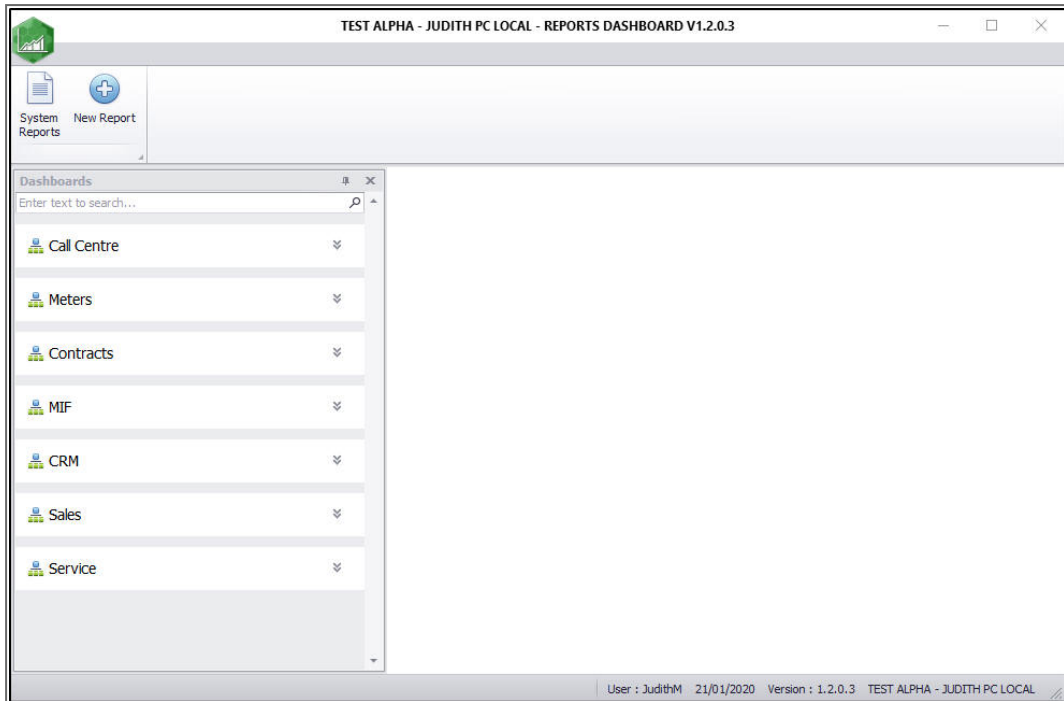 TEST ALPHA - JUDITH PC LOCAL - REPORTS DASHBOARD V1.2.0.3
System Reports
New Report
Dashboards
Enter text to search...
Call Centre
Meters
Contracts
MIF
CRM
Sales
Service
User : JudithM 21/01/2020 Version : 1.2.0.3 TEST ALPHA - JUDITH PC LOCAL